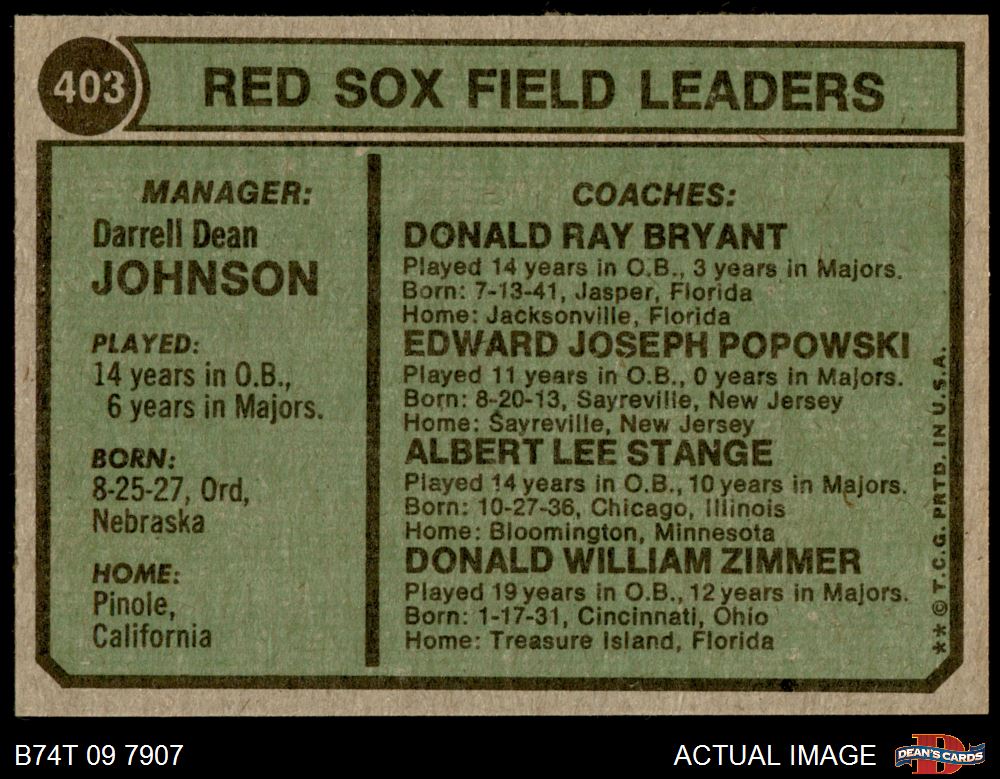 403
RED SOX FIELD LEADERS
MANAGER:
Darrell Dean
JOHNSON
PLAYED:
14 years in O.B.,
6 years in Majors.
BORN:
8-25-27, Ord,
Nebraska
HOME:
Pinole,
California
COACHES:
DONALD RAY BRYANT
Played 14 years in O.B., 3 years in Majors.
Born: 7-13-41, Jasper, Florida
Home: Jacksonville, Florida
EDWARD JOSEPH POPOWSKI
Played 11 years in O.B., 0 years in Majors.
Born: 8-20-13, Sayreville, New Jersey
Home: Sayreville, New Jersey
ALBERT LEE STANGE
Played 14 years in O.B., 10 years in Majors.
Born: 10-27-36, Chicago, Illinois
Home: Bloomington, Minnesota
DONALD WILLIAM ZIMMER
Played 19 years in O.B., 12 years in Majors.
Born: 1-17-31, Cincinnati, Ohio
Home: Treasure Island, Florida
** © T.C.G. PRTD. IN U.S.A.
B74T 09 7907
ACTUAL IMAGE
D
DEAN'S CARDS